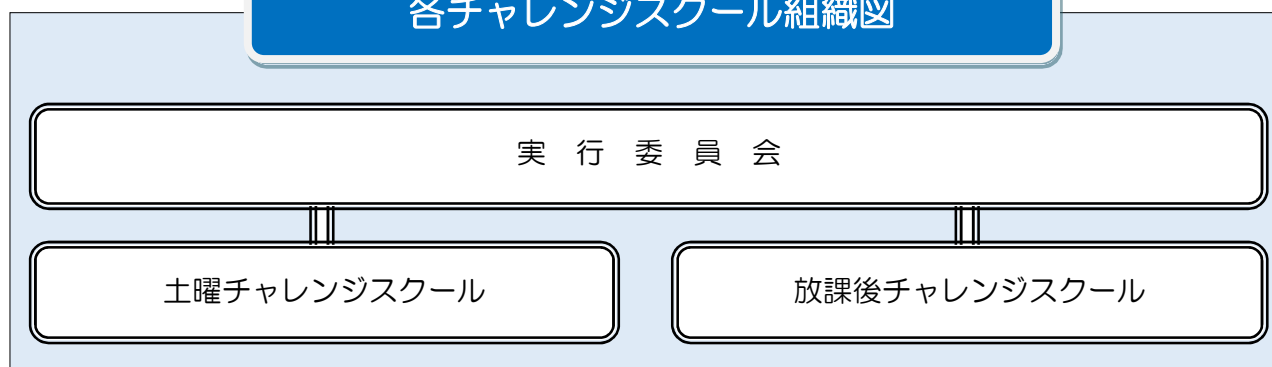 各チャレンジスクール組織図
実　行　委　員　会
土曜チャレンジスクール
放課後チャレンジスクール